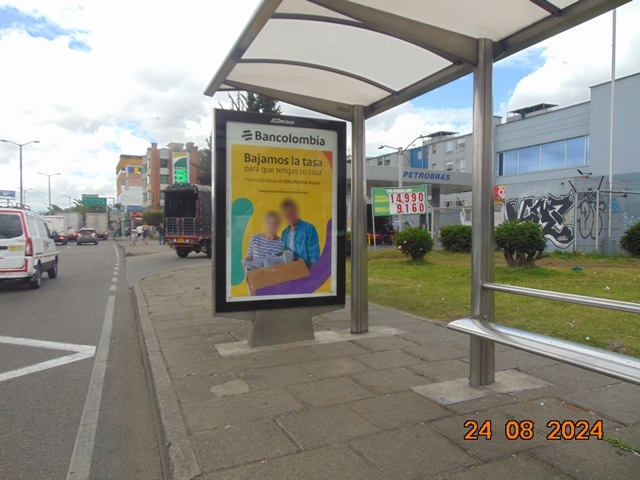 JCDecaux
Bancolombia
Bajamos la tasa
para que tengas tu casa
PETROBRAS
14,990
9,160
24 08 2024